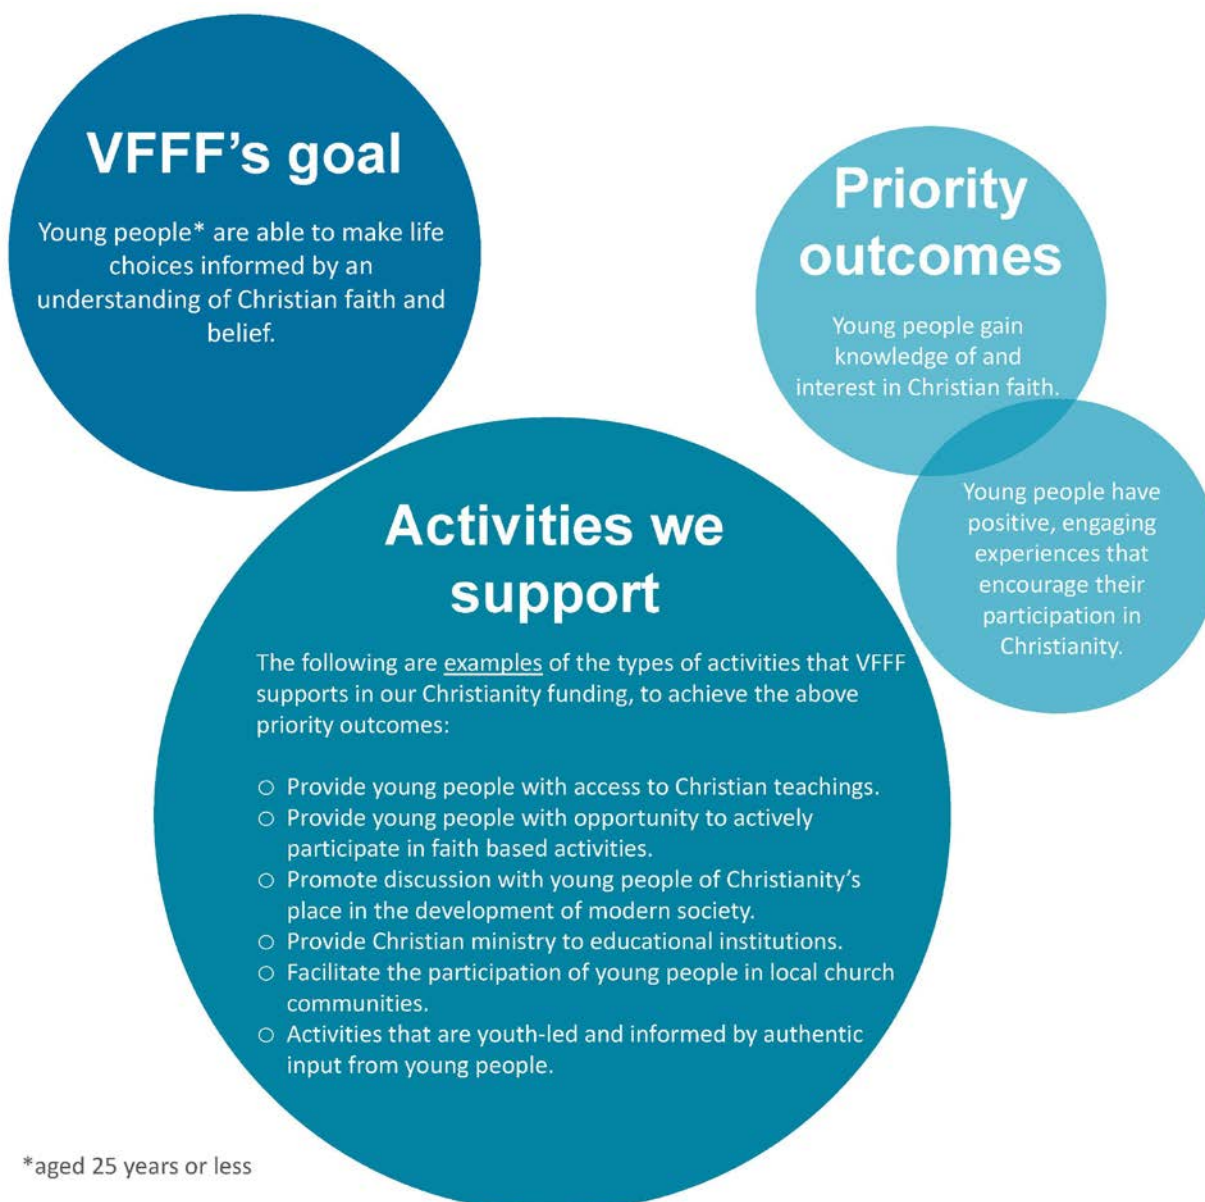 VFFF’s goal
Young people* are able to make life
choices informed by an
understanding of Christian faith and
belief.
Priority
outcomes
Young people gain
knowledge of and
interest in Christian faith.
Young people have
positive, engaging
experiences that
encourage their
participation in
Christianity.
Activities we
support
The following are examples of the types of activities that VFFF
supports in our Christianity funding, to achieve the above
priority outcomes:
○ Provide young people with access to Christian teachings.
○ Provide young people with opportunity to actively
participate in faith based activities.
○ Promote discussion with young people of Christianity’s
place in the development of modern society.
○ Provide Christian ministry to educational institutions.
○ Facilitate the participation of young people in local church
communities.
○ Activities that are youth-led and informed by authentic
input from young people.
*aged 25 years or less